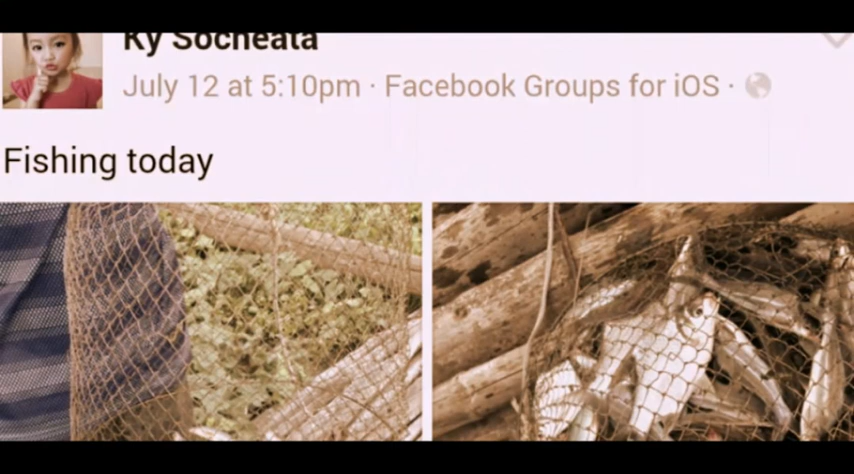 Ky Socheata
July 12 at 5:10pm · Facebook Groups for iOS ·
Fishing today